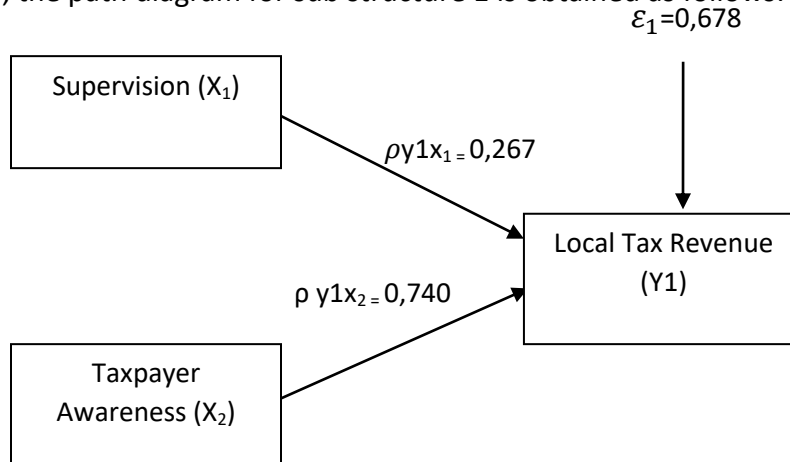 the path diagram for sub structure 1 is obtained as follows:
Ɛ₁=0,678
Supervision (X₁)
ρy1x₁ = 0,267
Local Tax Revenue
(Y1)
ρ y1x₂ = 0,740
Taxpayer
Awareness (X₂)